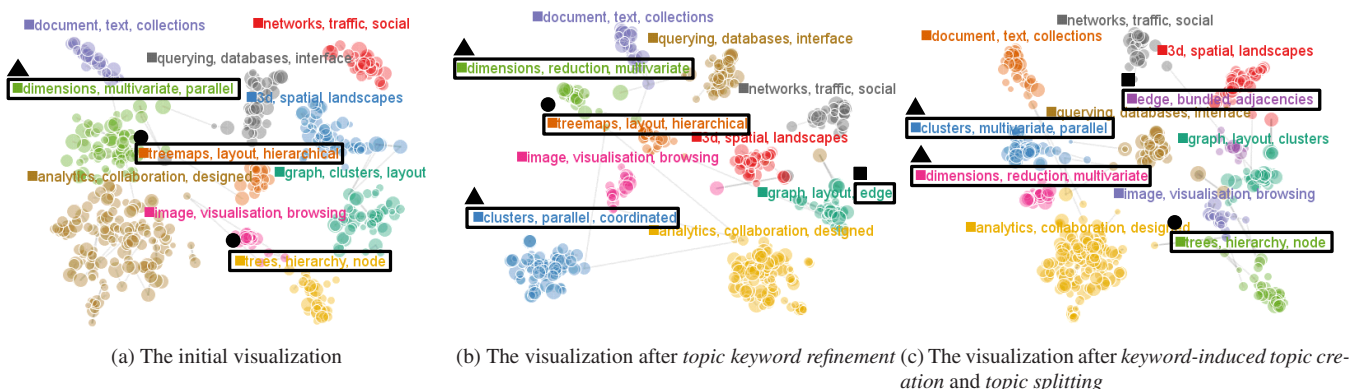 document, text, collections
networks, traffic, social
querying, databases, interface
dimensions, multivariate, parallel
3d, spatial, landscapes
treemaps, layout, hierarchical
analytics, collaboration, designed
graph, clusters, layout
image, visualisation, browsing
trees, hierarchy, node
(a) The initial visualization
document, text, collections
querying, databases, interface
dimensions, reduction, multivariate
networks, traffic, social
treemaps, layout, hierarchical
3d, spatial, landscapes
image, visualisation, browsing
graph, layout, edge
clusters, parallel, coordinated
analytics, collaboration, designed
(b) The visualization after topic keyword refinement
networks, traffic, social
document, text, collections
3d, spatial, landscapes
edge, bundled, adjacencies
querying, databases, interface
clusters, multivariate, parallel
graph, layout, clusters
dimensions, reduction, multivariate
image, visualisation, browsing
analytics, collaboration, designed
trees, hierarchy, node
(c) The visualization after keyword-induced topic cre-
ation and topic splitting